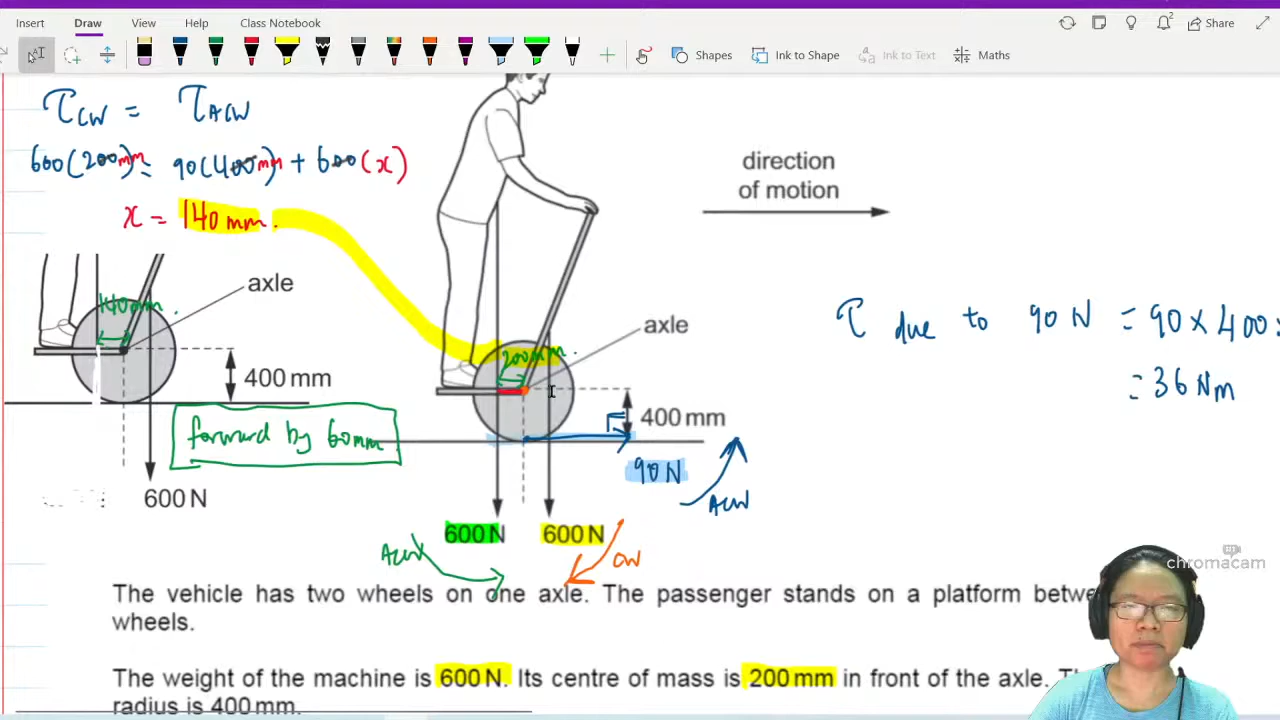 Insert Draw View Help Class Notebook Share
Shapes Ink to Shape Ink to Text Maths
τCW = τACW
600(200mm) = 90(400mm) + 600(x)
x = 140 mm.
direction
of motion
axle
140mm.
axle
200mm.
τ due to 90 N = 90 × 400
= 36 Nm
400 mm
400 mm
forward by 60mm
90 N
ACW
600 N
600 N
600 N
ACW
CW
chromacam
The vehicle has two wheels on one axle. The passenger stands on a platform betwe
wheels.
The weight of the machine is 600 N. Its centre of mass is 200 mm in front of the axle. T
radius is 400 mm.